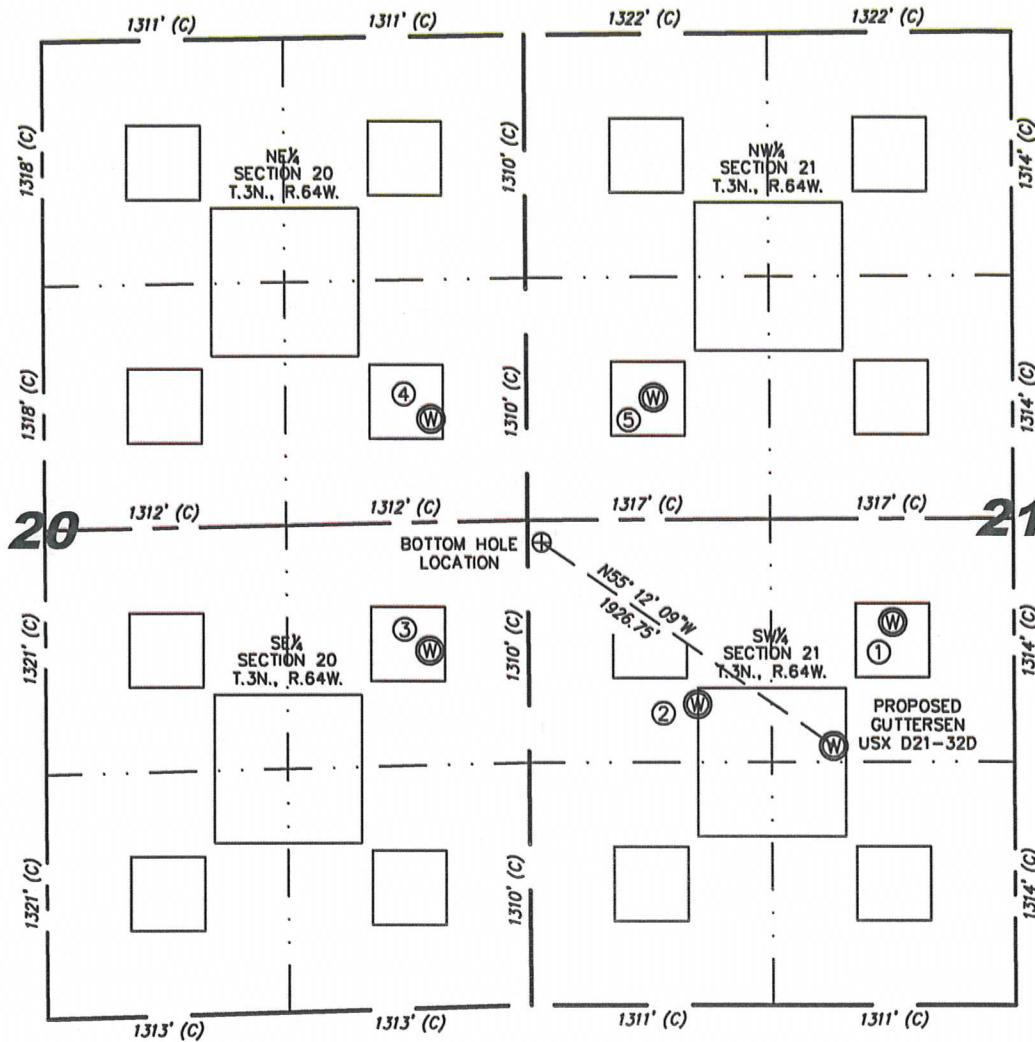 1311' (C)
1311' (C)
1322' (C)
1322' (C)
1318' (C)
1310' (C)
1314' (C)
NE¼
SECTION 20
T.3N., R.64W.
NW¼
SECTION 21
T.3N., R.64W.
1318' (C)
1310' (C)
1314' (C)
4 W
5 W
1312' (C)
1312' (C)
1317' (C)
1317' (C)
20
21
BOTTOM HOLE
LOCATION
N55° 12' 09"W
1926.75'
1321' (C)
1310' (C)
1314' (C)
3 W
1 W
SE¼
SECTION 20
T.3N., R.64W.
SW¼
SECTION 21
T.3N., R.64W.
2 W
PROPOSED
GUTTERSEN
USX D21-32D
W
1321' (C)
1310' (C)
1314' (C)
1313' (C)
1313' (C)
1311' (C)
1311' (C)